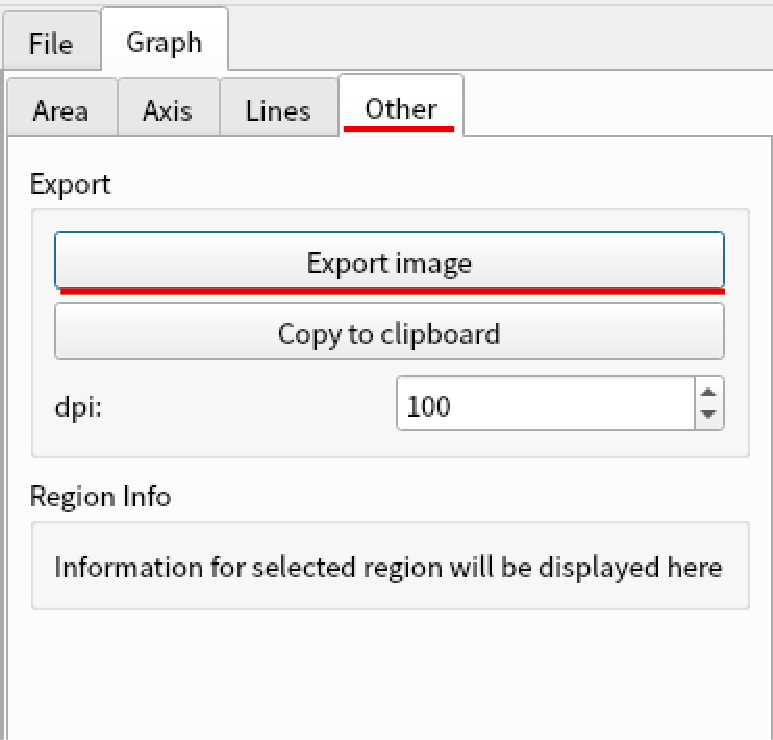 File Graph
Area Axis Lines Other
Export
Export image
Copy to clipboard
dpi: 100
Region Info
Information for selected region will be displayed here